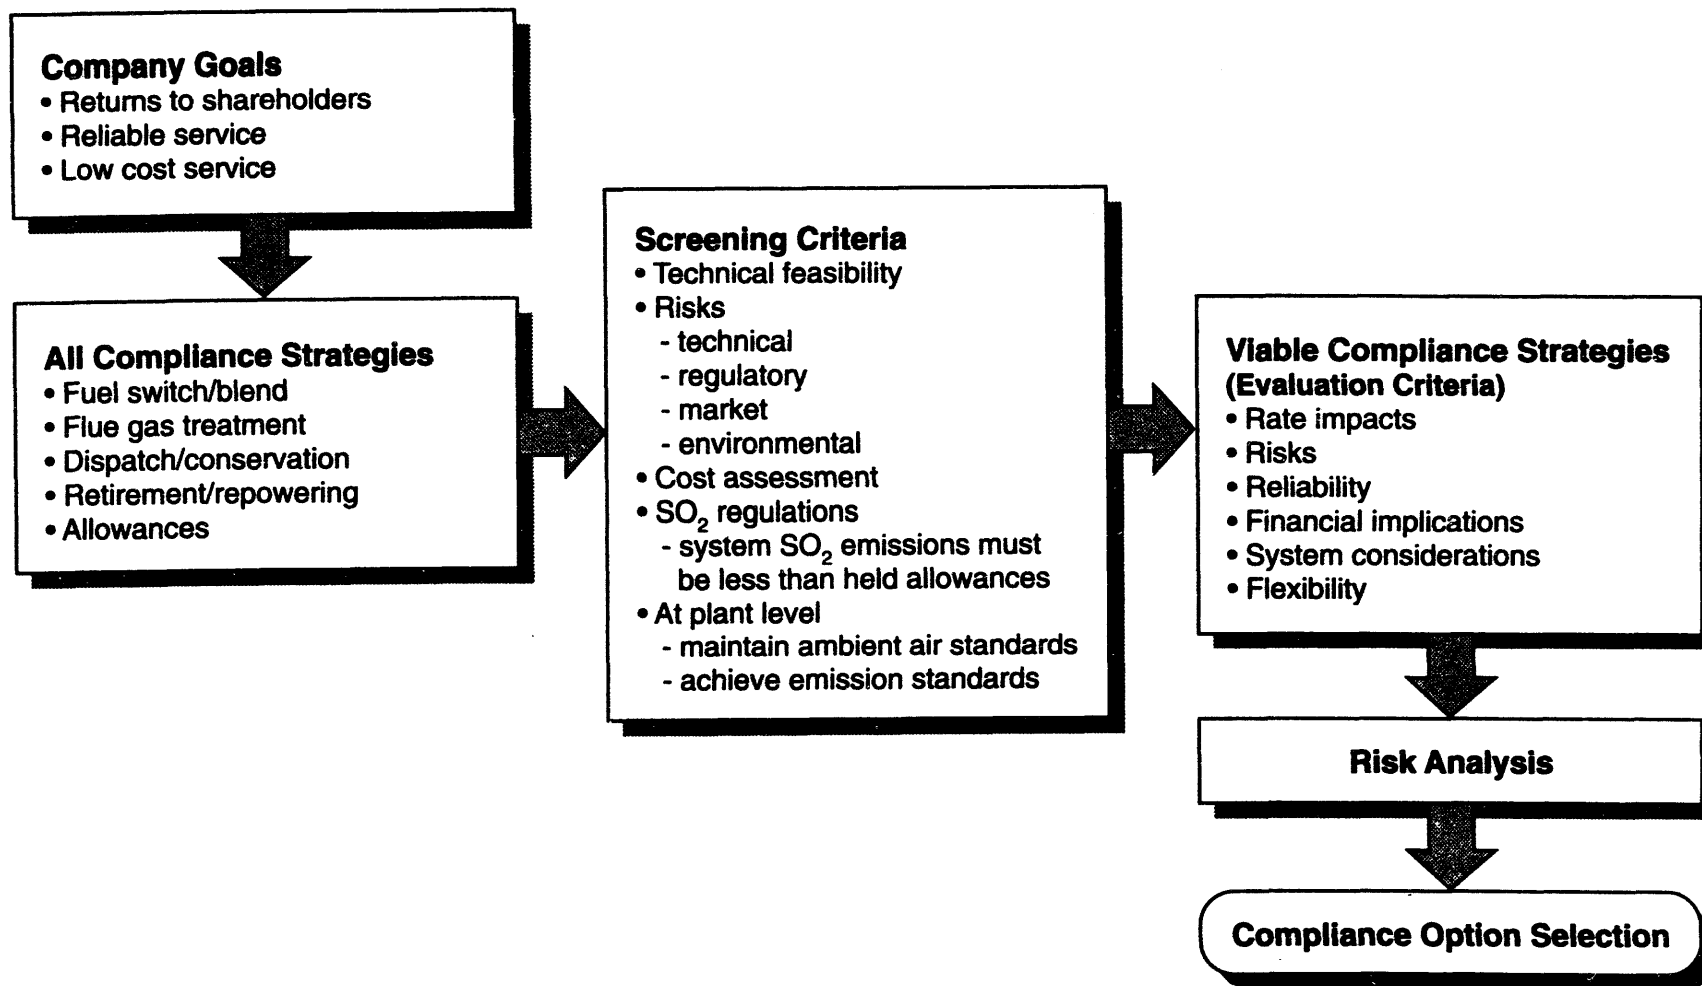 Company Goals
• Returns to shareholders
• Reliable service
• Low cost service
All Compliance Strategies
• Fuel switch/blend
• Flue gas treatment
• Dispatch/conservation
• Retirement/repowering
• Allowances
Screening Criteria
• Technical feasibility
• Risks
- technical
- regulatory
- market
- environmental
• Cost assessment
• SO₂ regulations
- system SO₂ emissions must
be less than held allowances
• At plant level
- maintain ambient air standards
- achieve emission standards
Viable Compliance Strategies
(Evaluation Criteria)
• Rate impacts
• Risks
• Reliability
• Financial implications
• System considerations
• Flexibility
Risk Analysis
Compliance Option Selection